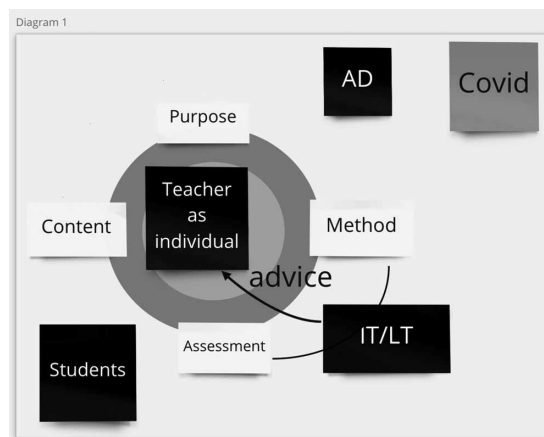 Diagram 1
AD
Covid
Purpose
Teacher
as
individual
Content
Method
advice
Assessment
IT/LT
Students